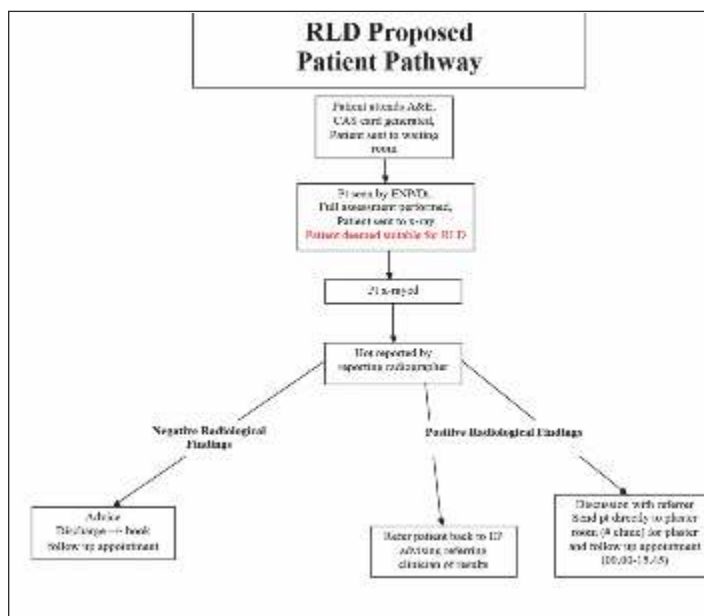 RLD Proposed
Patient Pathway
Patient attends A&E,
CAS card generated,
Patient sent to waiting
room
Pt seen by ENP/Dr.
Full assessment performed,
Patient sent to x-ray
Patient deemed suitable for RLD
Pt x-rayed
Hot reported by
reporting radiographer
Negative Radiological
Findings
Positive Radiological Findings
Advice
Discharge +/- book
follow up appointment
Refer patient back to
advising referring
clinician of results
Discussion with referrer
Send pt directly to plaster
room (# clinic) for plaster
and follow up appointment